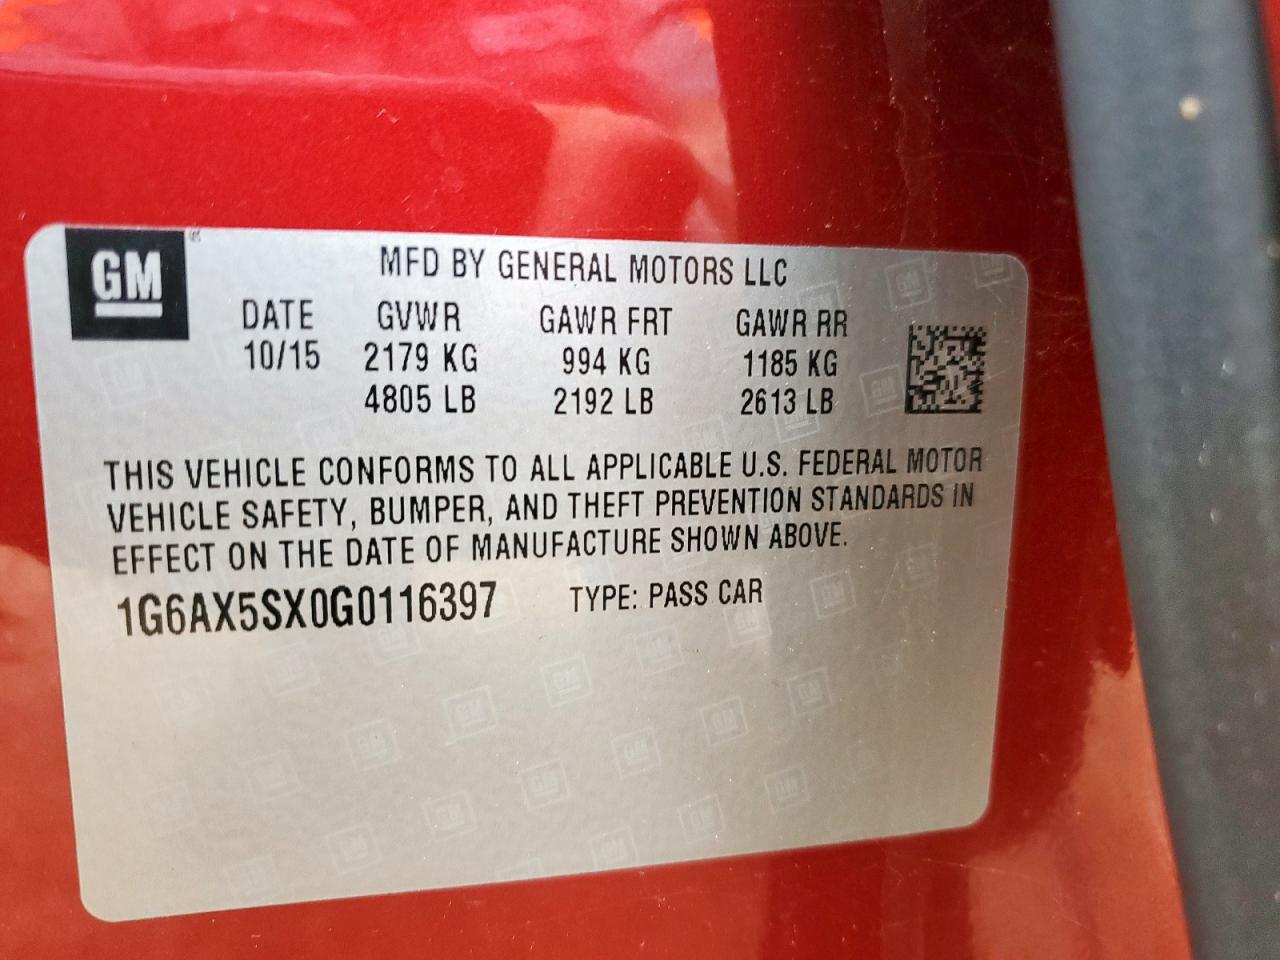 GM
MFD BY GENERAL MOTORS LLC
DATE GVWR GAWR FRT GAWR RR
10/15 2179 KG 994 KG 1185 KG
4805 LB 2192 LB 2613 LB
THIS VEHICLE CONFORMS TO ALL APPLICABLE U.S. FEDERAL MOTOR
VEHICLE SAFETY, BUMPER, AND THEFT PREVENTION STANDARDS IN
EFFECT ON THE DATE OF MANUFACTURE SHOWN ABOVE.
1G6AX5SX0G0116397 TYPE: PASS CAR